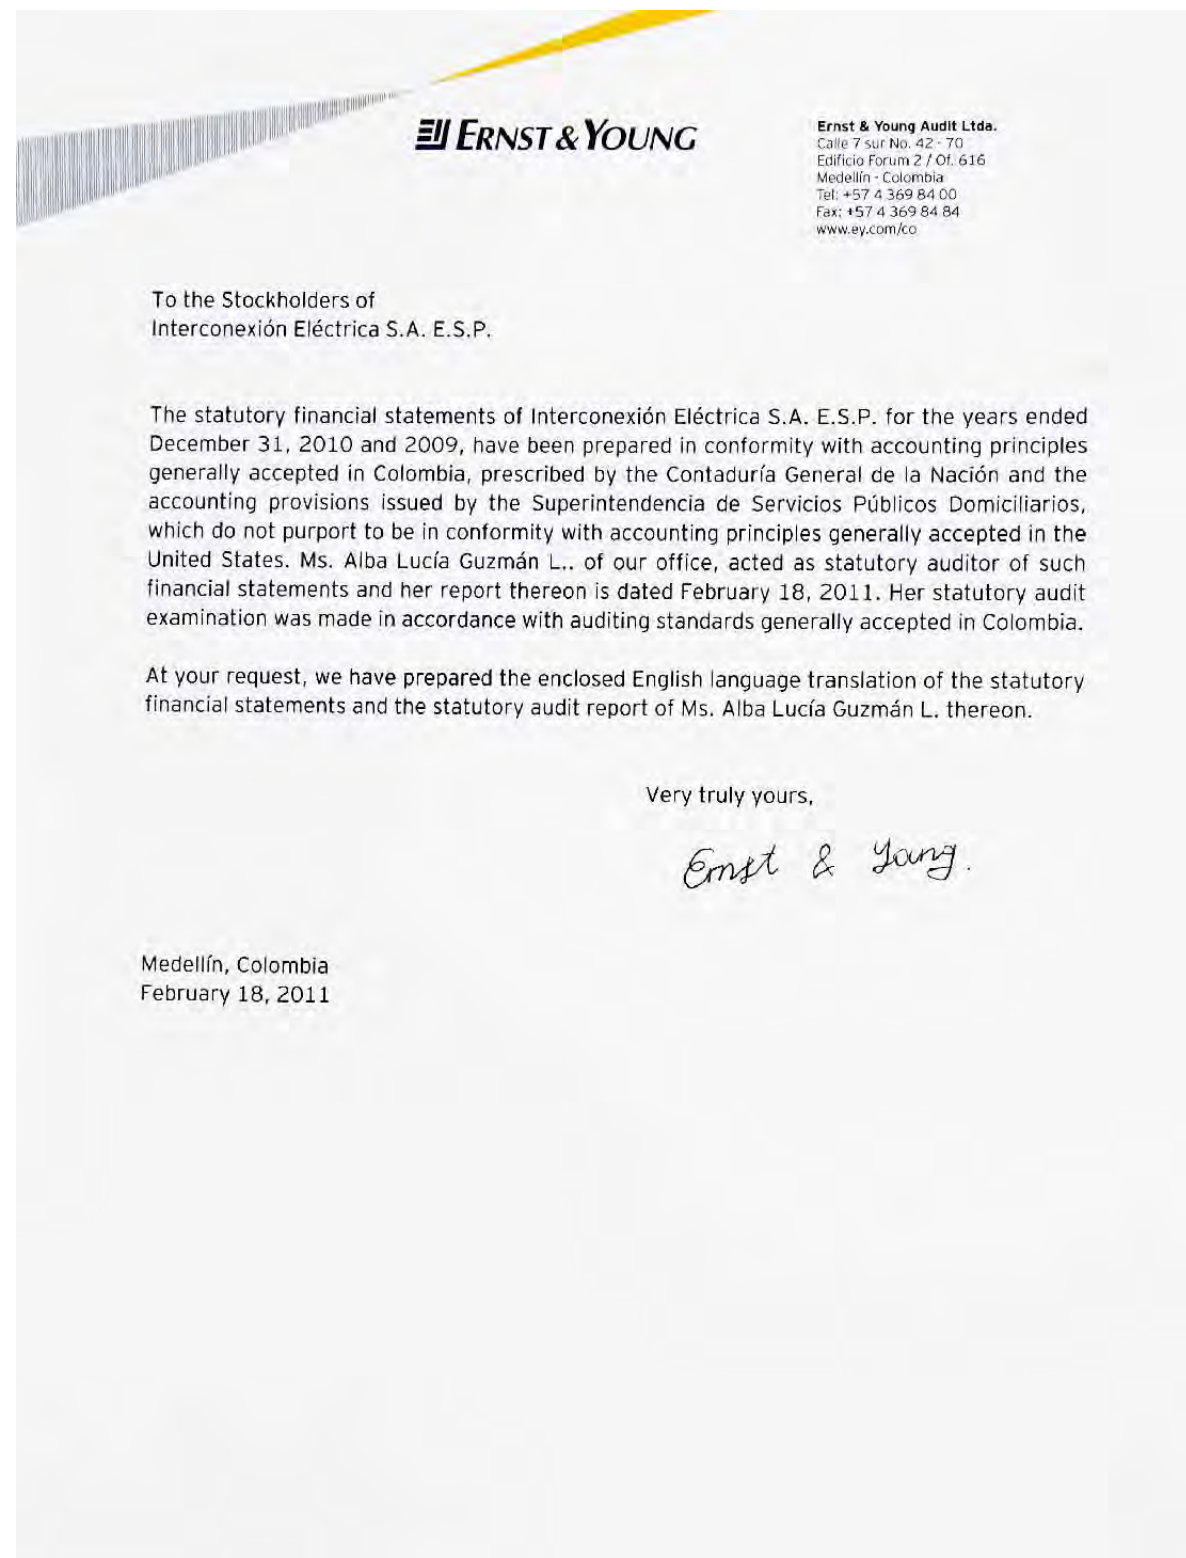 ERNST & YOUNG
Ernst & Young Audit Ltda.
Calle 7 sur No. 42 - 70
Edificio Forum 2 / Of. 616
Medellín - Colombia
Tel: +57 4 369 84 00
Fax: +57 4 369 84 84
www.ey.com/co
To the Stockholders of
Interconexión Eléctrica S.A. E.S.P.
The statutory financial statements of Interconexión Eléctrica S.A. E.S.P. for the years ended
December 31, 2010 and 2009, have been prepared in conformity with accounting principles
generally accepted in Colombia, prescribed by the Contaduría General de la Nación and the
accounting provisions issued by the Superintendencia de Servicios Públicos Domiciliarios,
which do not purport to be in conformity with accounting principles generally accepted in the
United States. Ms. Alba Lucía Guzmán L.. of our office, acted as statutory auditor of such
financial statements and her report thereon is dated February 18, 2011. Her statutory audit
examination was made in accordance with auditing standards generally accepted in Colombia.
At your request, we have prepared the enclosed English language translation of the statutory
financial statements and the statutory audit report of Ms. Alba Lucía Guzmán L. thereon.
Very truly yours,
Ernst & Young.
Medellín, Colombia
February 18, 2011